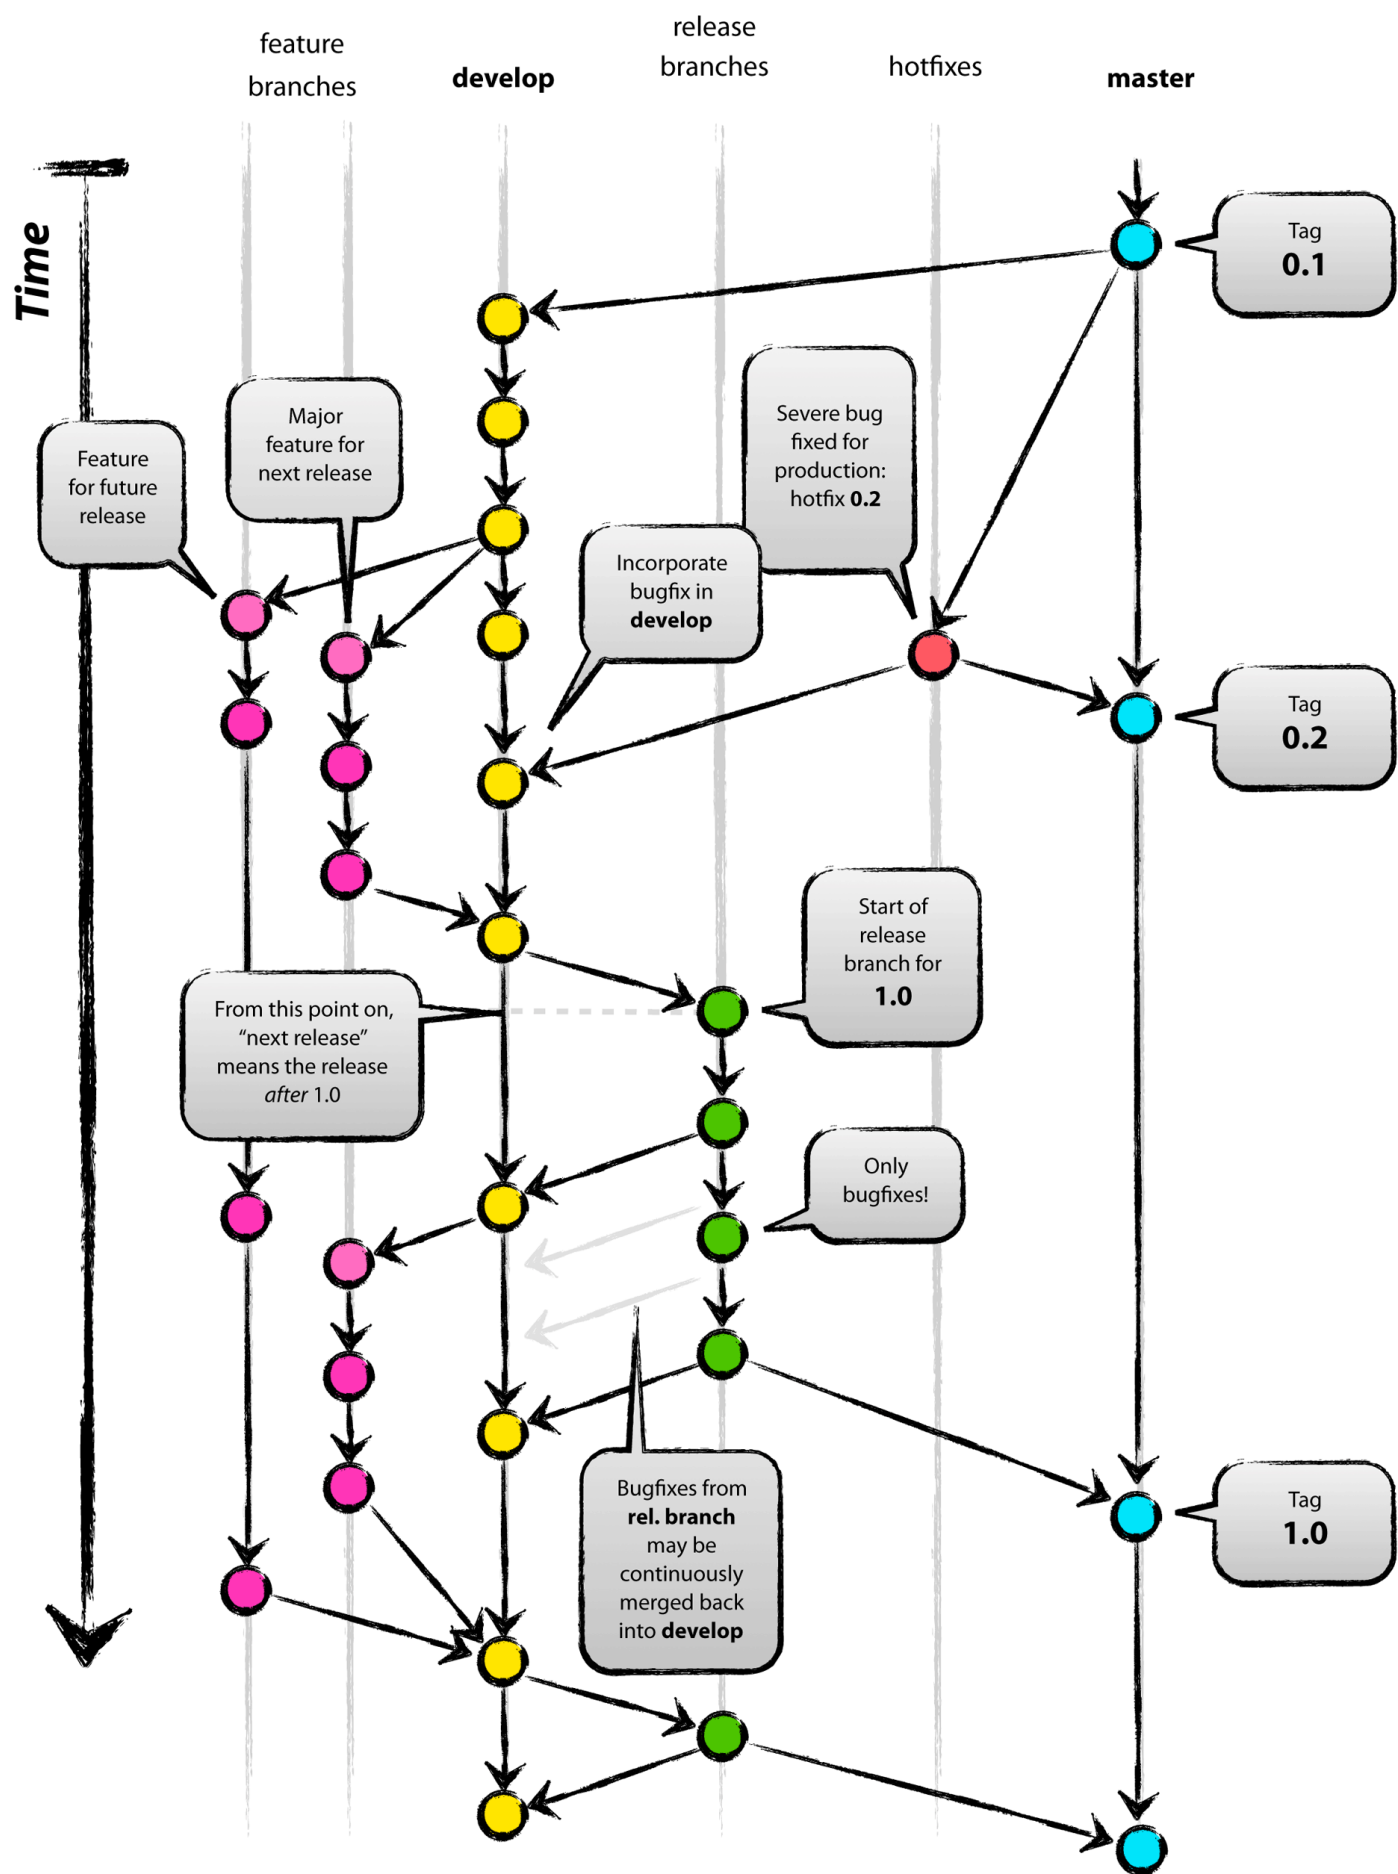 feature
branches
develop
release
branches
hotfixes
master
Time
Tag
0.1
Major
feature for
next release
Feature
for future
release
Severe bug
fixed for
production:
hotfix 0.2
Incorporate
bugfix in
develop
Tag
0.2
Start of
release
branch for
1.0
From this point on,
“next release”
means the release
after 1.0
Only
bugfixes!
Bugfixes from
rel. branch
may be
continuously
merged back
into develop
Tag
1.0